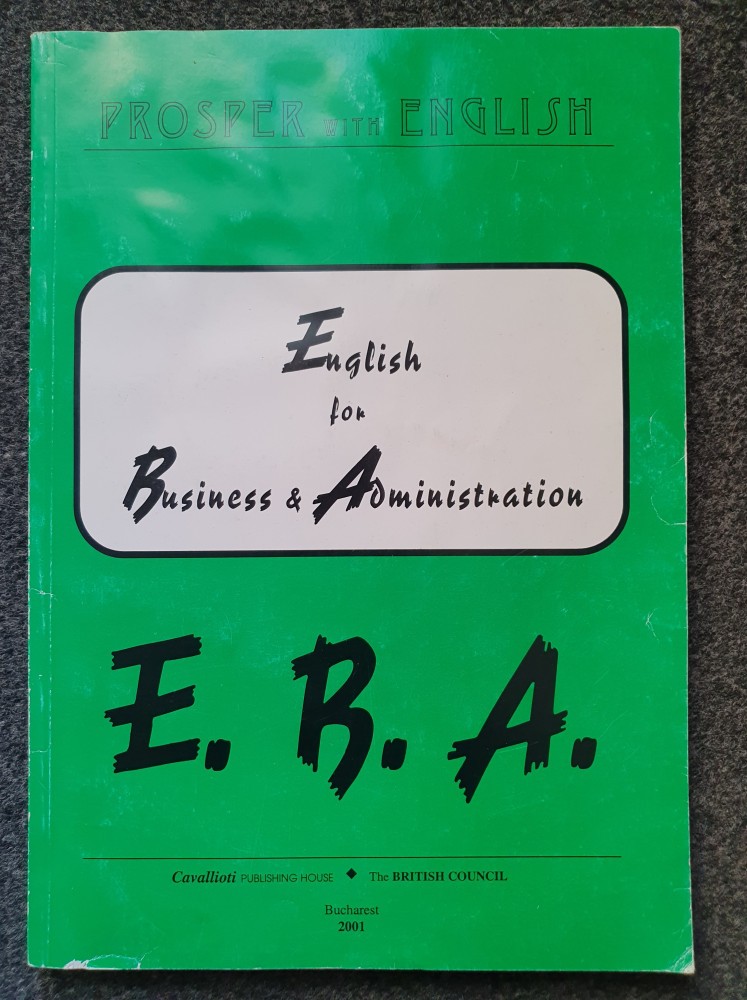 PROSPER WITH ENGLISH
English
for
Business & Administration
E. B. A.
Cavallioti PUBLISHING HOUSE ◆ The BRITISH COUNCIL
Bucharest
2001